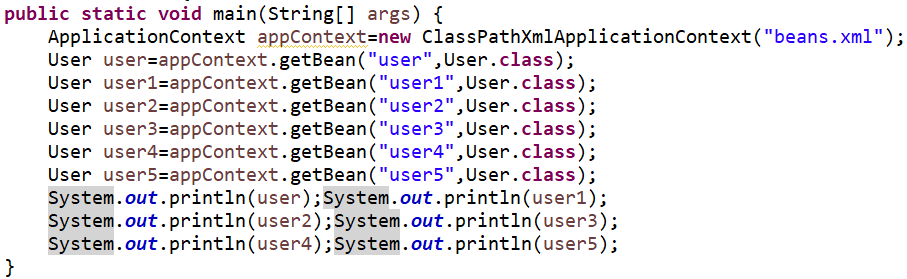 public static void main(String[] args) {
    ApplicationContext appContext=new ClassPathXmlApplicationContext("beans.xml");
    User user=appContext.getBean("user",User.class);
    User user1=appContext.getBean("user1",User.class);
    User user2=appContext.getBean("user2",User.class);
    User user3=appContext.getBean("user3",User.class);
    User user4=appContext.getBean("user4",User.class);
    User user5=appContext.getBean("user5",User.class);
    System.out.println(user);System.out.println(user1);
    System.out.println(user2);System.out.println(user3);
    System.out.println(user4);System.out.println(user5);
}